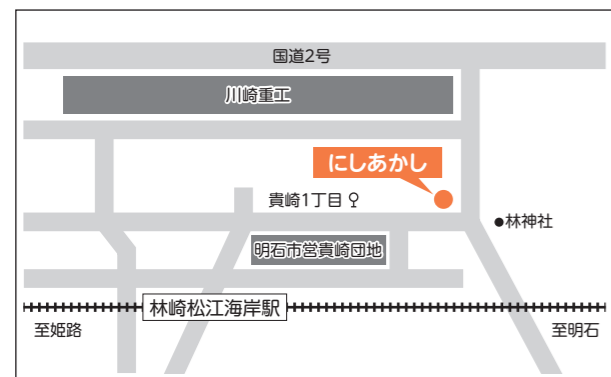 国道2号
川崎重工
にしあかし
貴崎1丁目
林神社
明石市営貴崎団地
林崎松江海岸駅
至姫路
至明石